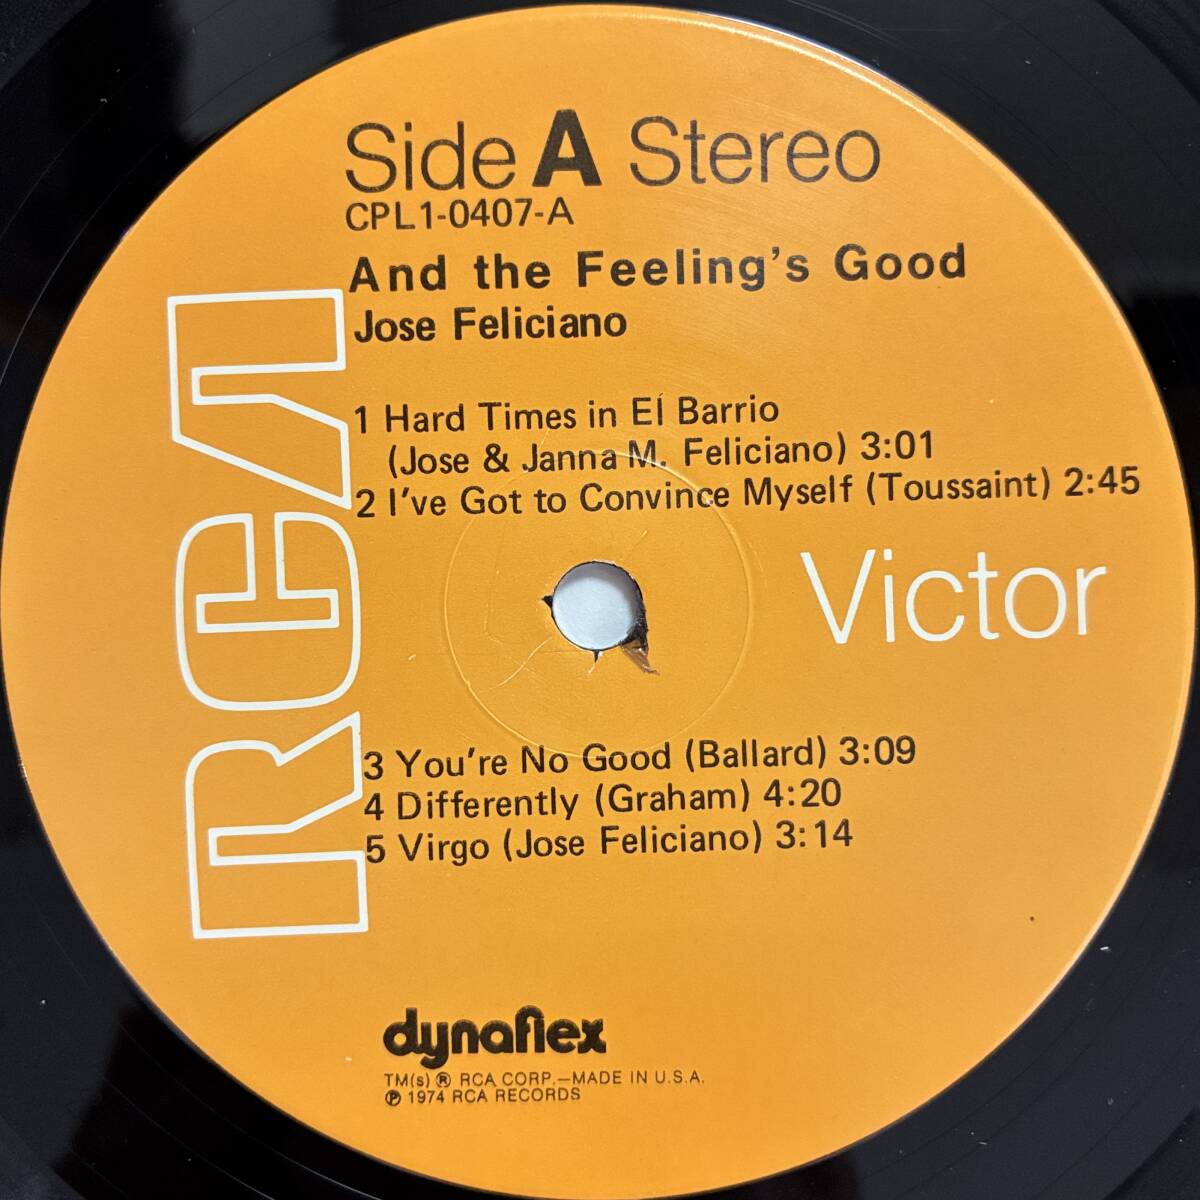 Side A Stereo
CPL1-0407-A
And the Feeling's Good
Jose Feliciano
1 Hard Times in El Barrio
(Jose & Janna M. Feliciano) 3:01
2 I've Got to Convince Myself (Toussaint) 2:45
RCA
Victor
3 You're No Good (Ballard) 3:09
4 Differently (Graham) 4:20
5 Virgo (Jose Feliciano) 3:14
dynaflex
TM(s) ® RCA CORP.—MADE IN U.S.A.
℗ 1974 RCA RECORDS